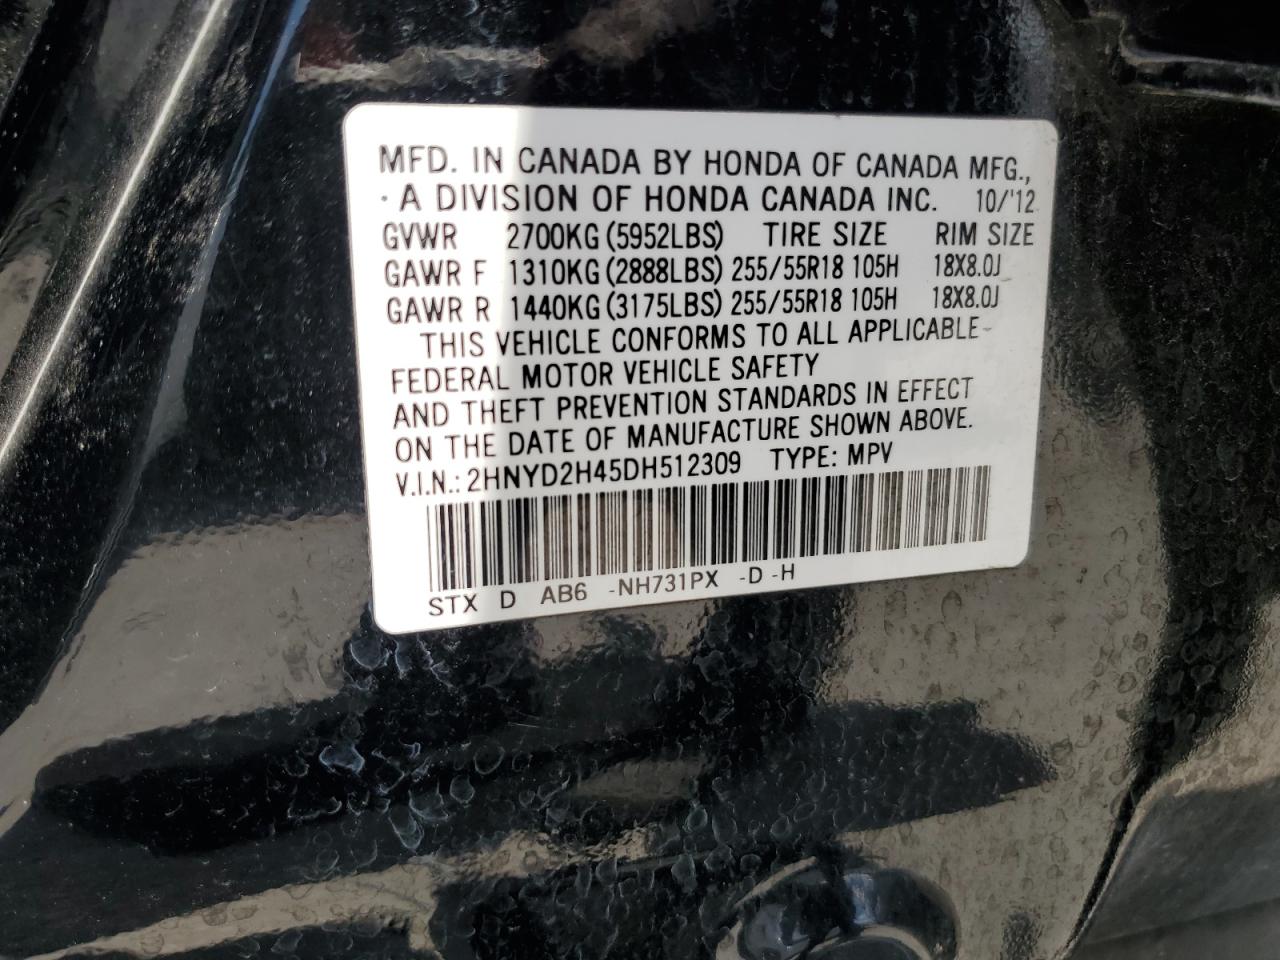 MFD. IN CANADA BY HONDA OF CANADA MFG.,
A DIVISION OF HONDA CANADA INC. 10/'12
GVWR 2700KG (5952LBS) TIRE SIZE RIM SIZE
GAWR F 1310KG (2888LBS) 255/55R18 105H 18X8.0J
GAWR R 1440KG (3175LBS) 255/55R18 105H 18X8.0J
THIS VEHICLE CONFORMS TO ALL APPLICABLE
FEDERAL MOTOR VEHICLE SAFETY
AND THEFT PREVENTION STANDARDS IN EFFECT
ON THE DATE OF MANUFACTURE SHOWN ABOVE.
V.I.N.: 2HNYD2H45DH512309 TYPE: MPV
STX D AB6 -NH731PX -D -H